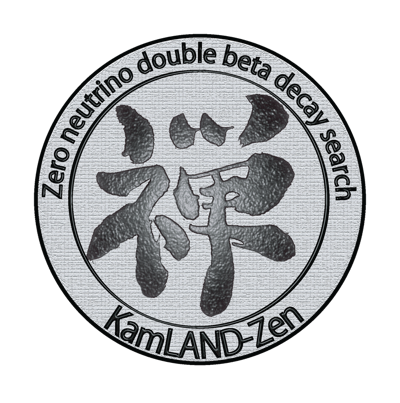 Zero neutrino double beta decay search
禅
KamLAND-Zen